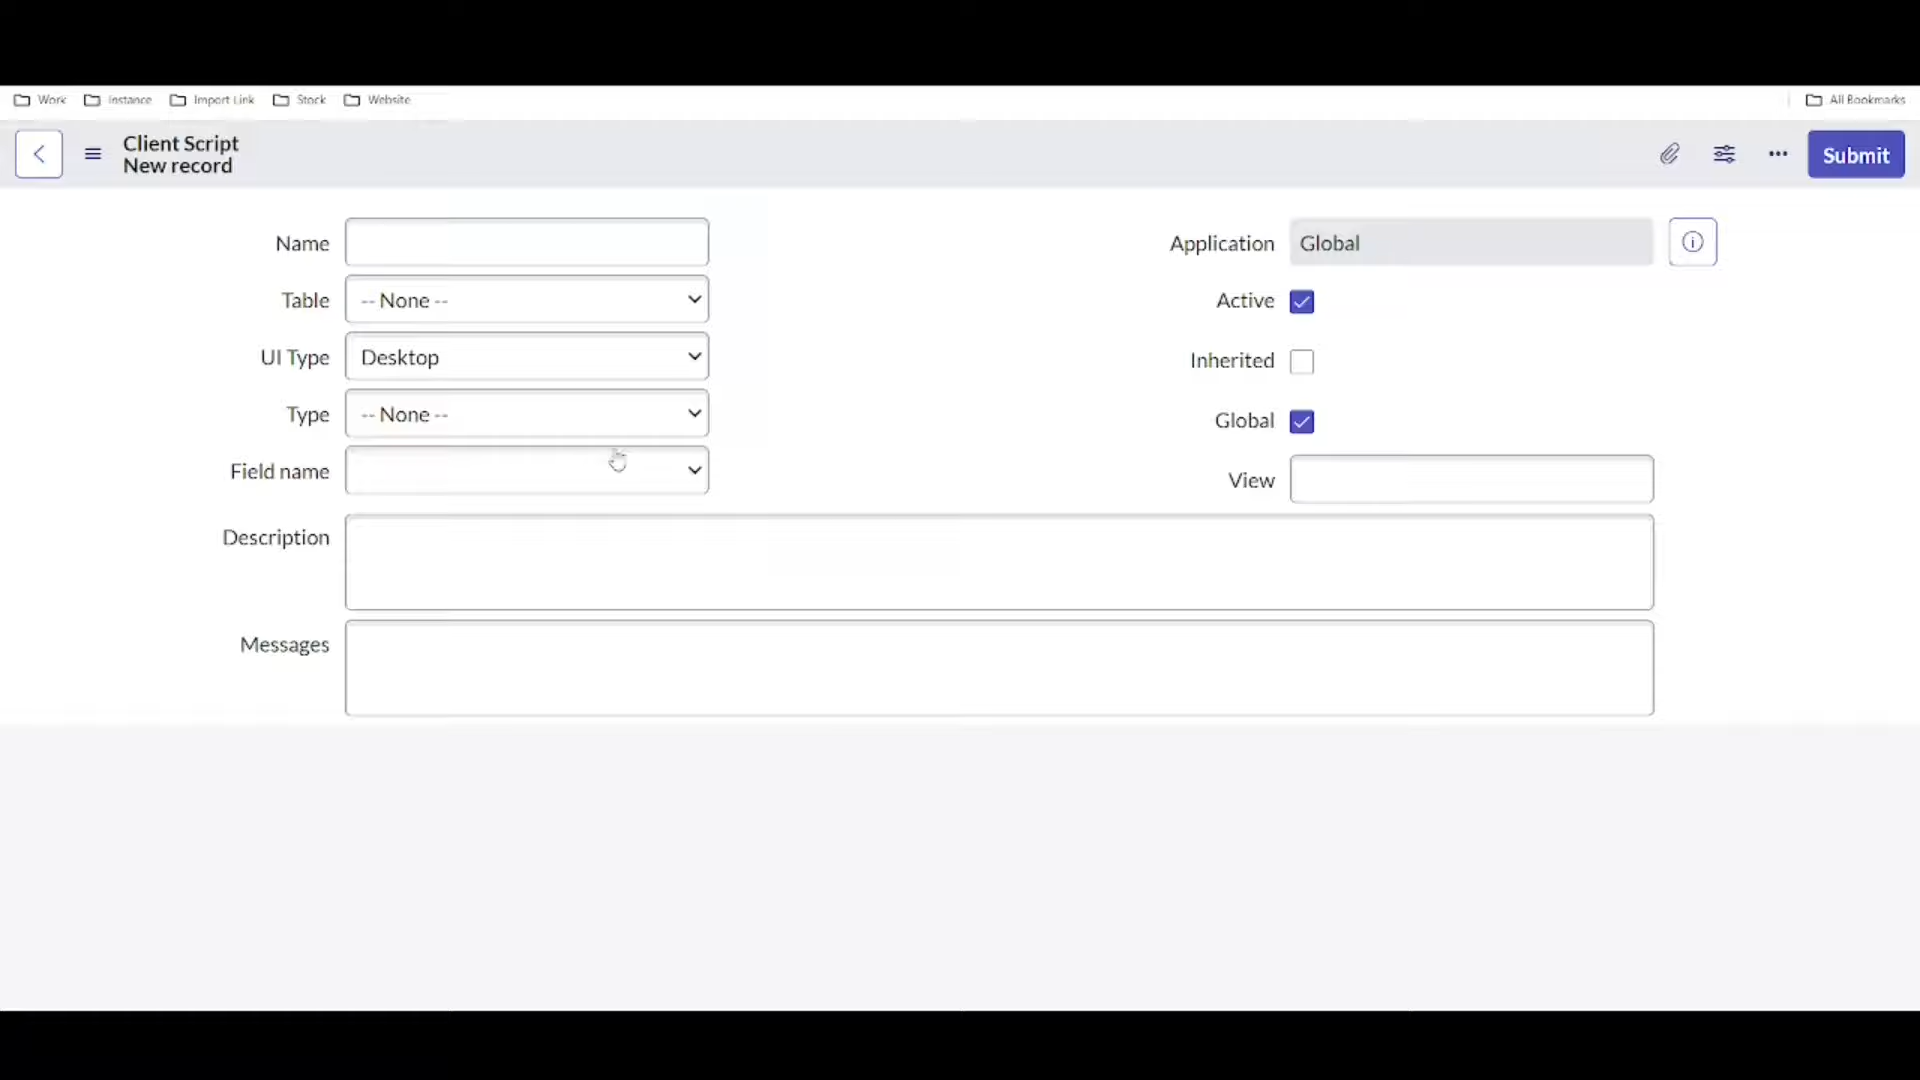 Work Instance Import Link Stock Website All Bookmarks
Client Script
New record
Submit
Name
Application Global
Table -- None --
Active
UI Type Desktop
Inherited
Type -- None --
Global
Field name
View
Description
Messages